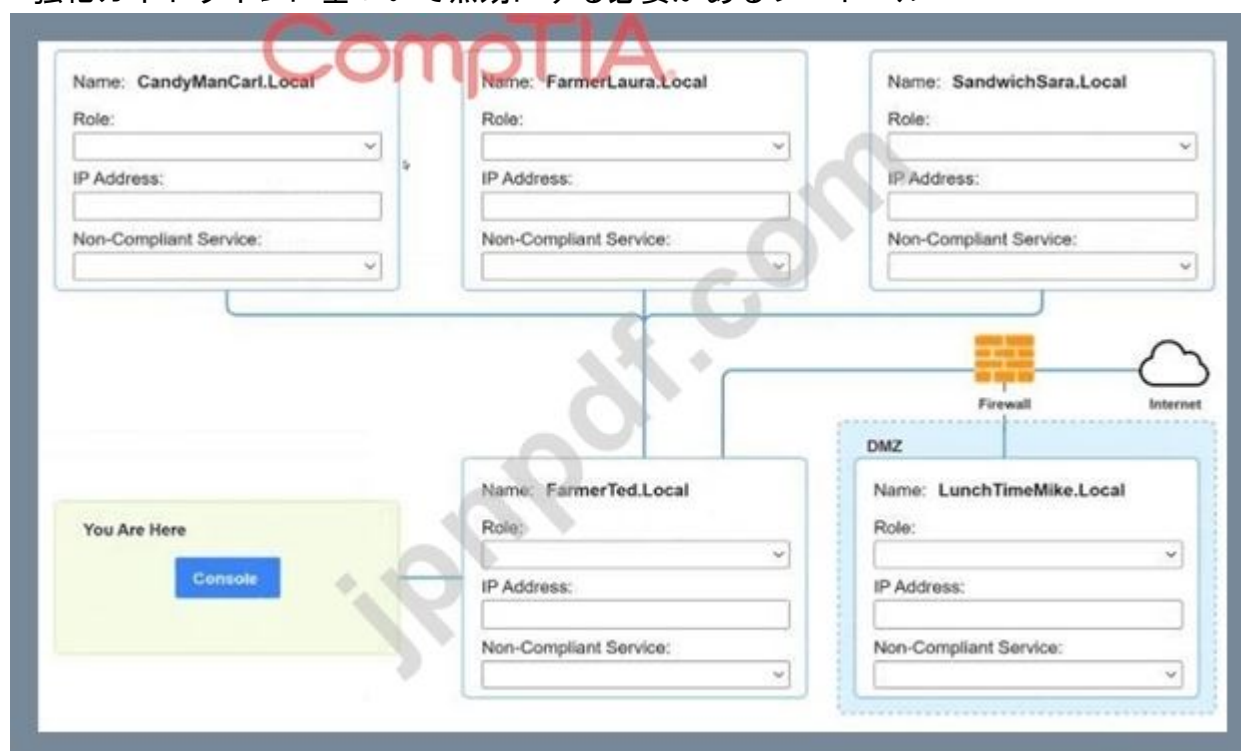 CompTIA.
Name: CandyManCarl.Local
Role:
IP Address:
Non-Compliant Service:
Name: FarmerLaura.Local
Role:
IP Address:
Non-Compliant Service:
Name: SandwichSara.Local
Role:
IP Address:
Non-Compliant Service:
Firewall
Internet
DMZ
You Are Here
Console
Name: FarmerTed.Local
Role:
IP Address:
Non-Compliant Service:
Name: LunchTimeMike.Local
Role:
IP Address:
Non-Compliant Service:
jpnpdf.com